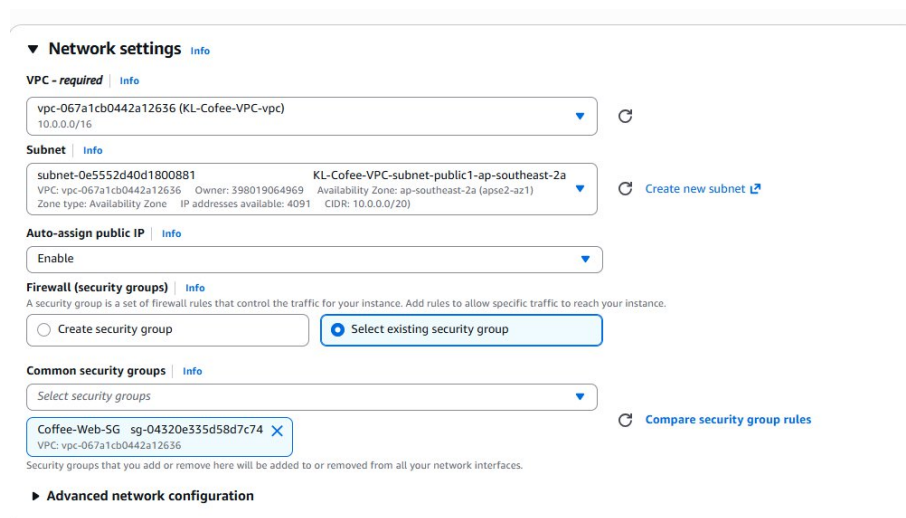 Network settings Info
VPC - required Info
vpc-067a1cb0442a12636 (KL-Cofee-VPC-vpc)
10.0.0.0/16
Subnet Info
subnet-0e5552d40d1800881 KL-Cofee-VPC-subnet-public1-ap-southeast-2a
VPC: vpc-067a1cb0442a12636 Owner: 398019064969 Availability Zone: ap-southeast-2a (apse2-az1)
Zone type: Availability Zone IP addresses available: 4091 CIDR: 10.0.0.0/20)
Create new subnet
Auto-assign public IP Info
Enable
Firewall (security groups) Info
A security group is a set of firewall rules that control the traffic for your instance. Add rules to allow specific traffic to reach your instance.
Create security group
Select existing security group
Common security groups Info
Select security groups
Coffee-Web-SG sg-04320e335d58d7c74
VPC: vpc-067a1cb0442a12636
Compare security group rules
Security groups that you add or remove here will be added to or removed from all your network interfaces.
Advanced network configuration